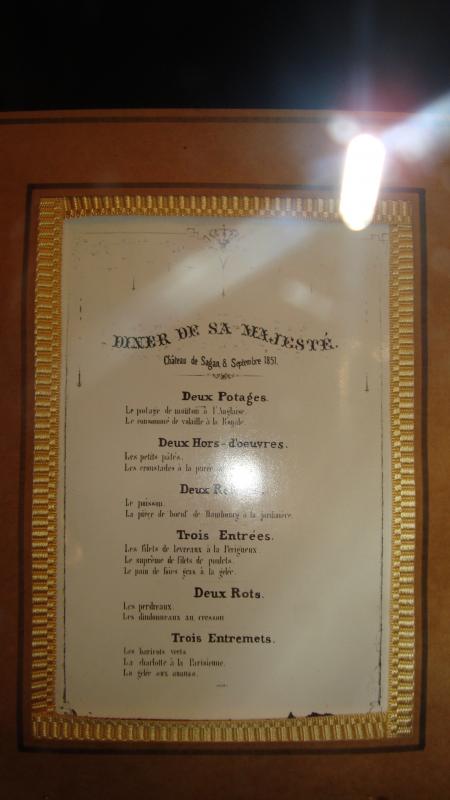 DINER DE SA MAJESTÉ.
Château de Sagan, 8. Septembre 1851.
Deux Potages.
Le potage de mouton à l'Anglaise.
Le consommé de volaille à la Royale.
Deux Hors-d'oeuvres.
Les petits pâtés.
Les croustades à la purée
Deux
Le poisson.
La pièce de boeuf de Hambourg à la jardinière.
Trois Entrées.
Les filets de levreaux à la Périgueux
Le suprême de filets de poulets.
Le pain de foies gras à la gelée.
Deux Rots.
Les perdreaux.
Les dindonneaux au cresson
Trois Entremets.
Les haricots verts
La charlotte à la Parisienne.
La gelée aux ananas.